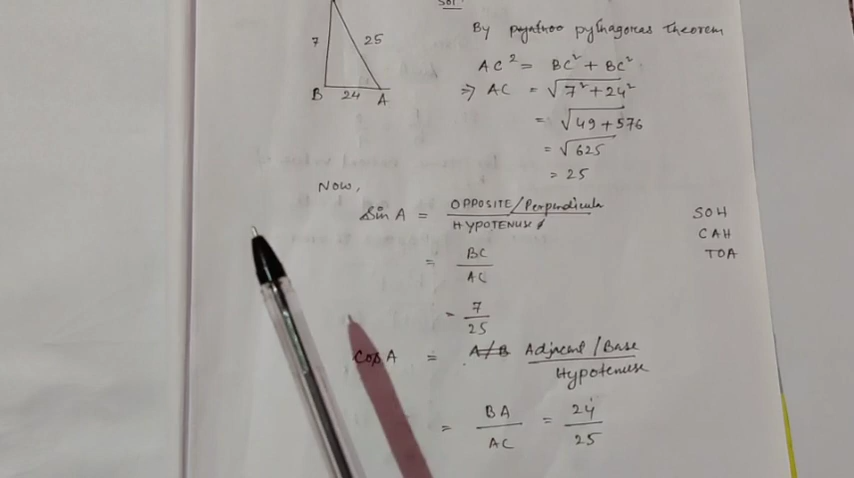 Sol:
7 25
B 24 A
By pythagoras Theorem
AC² = BC² + BC²
⇒ AC = √7²+24²
= √49+576
= √625
= 25
Now,
Sin A = OPPOSITE/Perpendicular
HYPOTENUSE
SOH
CAH
TOA
= BC
AC
= 7
25
Cos A = A/B Adjacent/Base
Hypotenuse
= BA = 24
AC 25